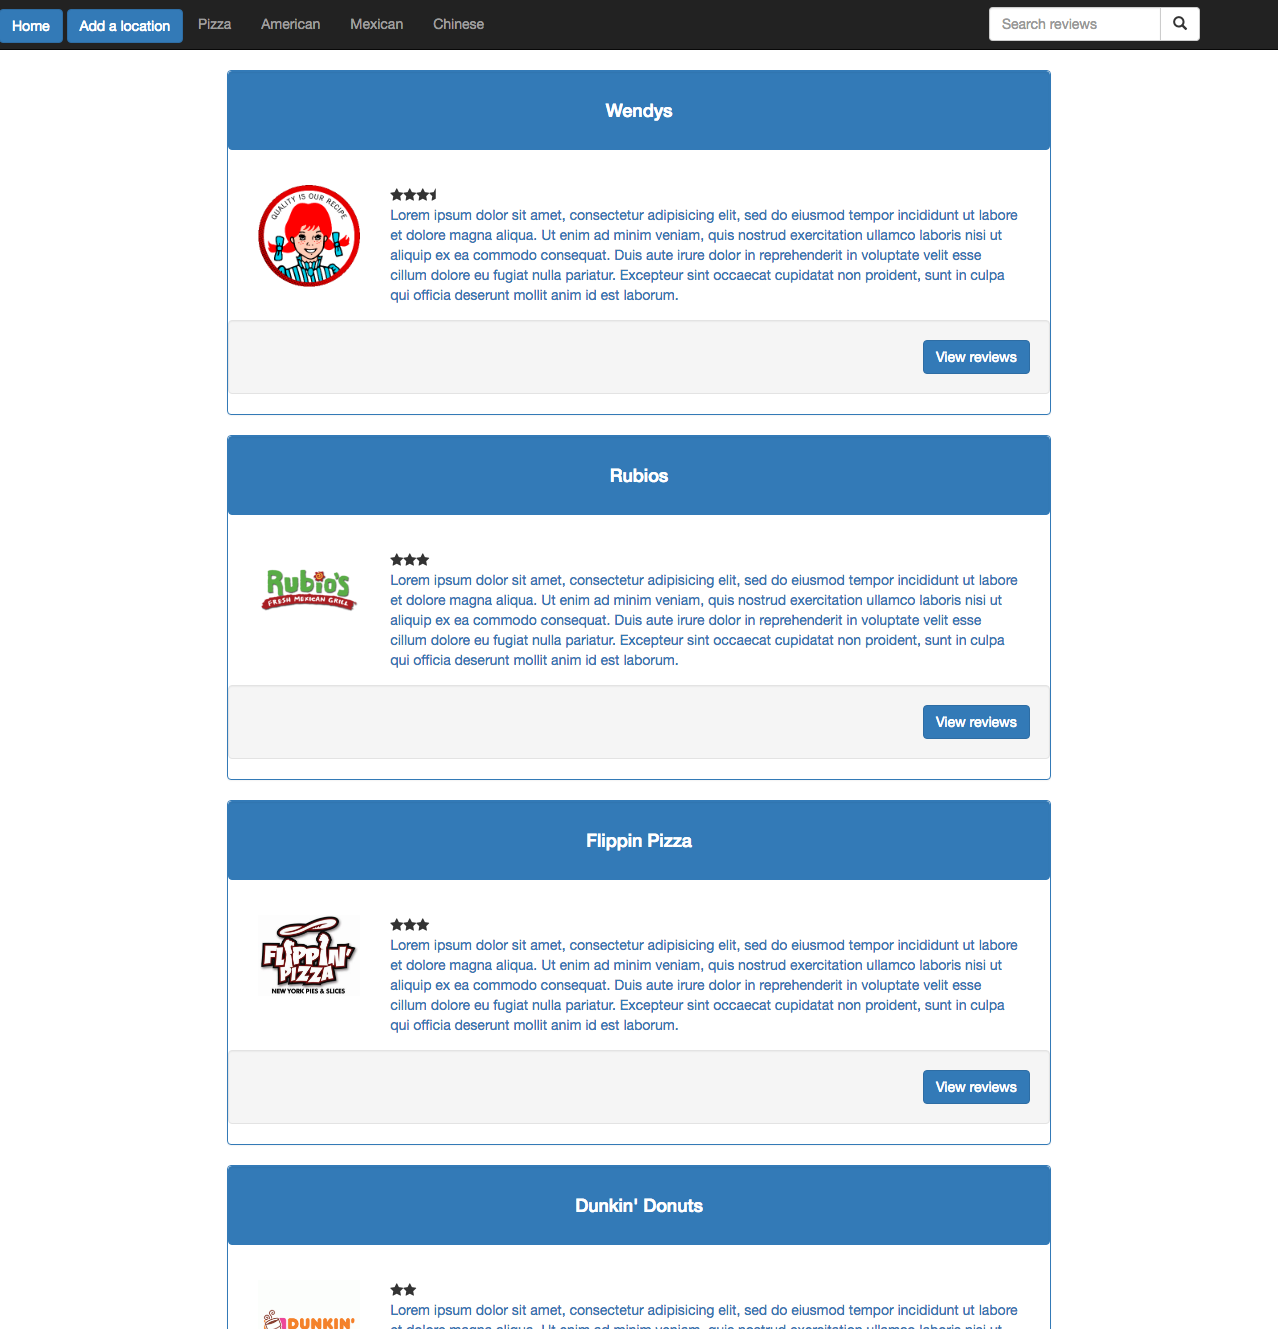 Home Add a location Pizza American Mexican Chinese Search reviews
Wendys
QUALITY IS OUR RECIPE
Lorem ipsum dolor sit amet, consectetur adipisicing elit, sed do eiusmod tempor incididunt ut labore
et dolore magna aliqua. Ut enim ad minim veniam, quis nostrud exercitation ullamco laboris nisi ut
aliquip ex ea commodo consequat. Duis aute irure dolor in reprehenderit in voluptate velit esse
cillum dolore eu fugiat nulla pariatur. Excepteur sint occaecat cupidatat non proident, sunt in culpa
qui officia deserunt mollit anim id est laborum.
View reviews
Rubios
Rubio's
FRESH MEXICAN GRILL
Lorem ipsum dolor sit amet, consectetur adipisicing elit, sed do eiusmod tempor incididunt ut labore
et dolore magna aliqua. Ut enim ad minim veniam, quis nostrud exercitation ullamco laboris nisi ut
aliquip ex ea commodo consequat. Duis aute irure dolor in reprehenderit in voluptate velit esse
cillum dolore eu fugiat nulla pariatur. Excepteur sint occaecat cupidatat non proident, sunt in culpa
qui officia deserunt mollit anim id est laborum.
View reviews
Flippin Pizza
FLIPPIN'
PIZZA
NEW YORK PIES & SLICES
Lorem ipsum dolor sit amet, consectetur adipisicing elit, sed do eiusmod tempor incididunt ut labore
et dolore magna aliqua. Ut enim ad minim veniam, quis nostrud exercitation ullamco laboris nisi ut
aliquip ex ea commodo consequat. Duis aute irure dolor in reprehenderit in voluptate velit esse
cillum dolore eu fugiat nulla pariatur. Excepteur sint occaecat cupidatat non proident, sunt in culpa
qui officia deserunt mollit anim id est laborum.
View reviews
Dunkin' Donuts
DUNKIN'
Lorem ipsum dolor sit amet, consectetur adipisicing elit, sed do eiusmod tempor incididunt ut labore